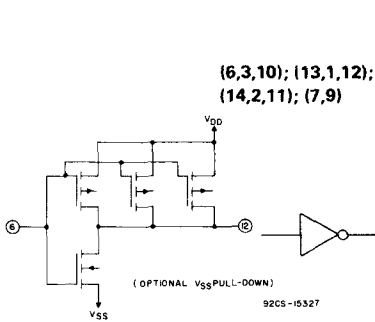 (6,3,10); (13,1,12);
(14,2,11); (7,9)
VDD
6
12
(OPTIONAL VSS PULL-DOWN)
VSS
92CS-15327